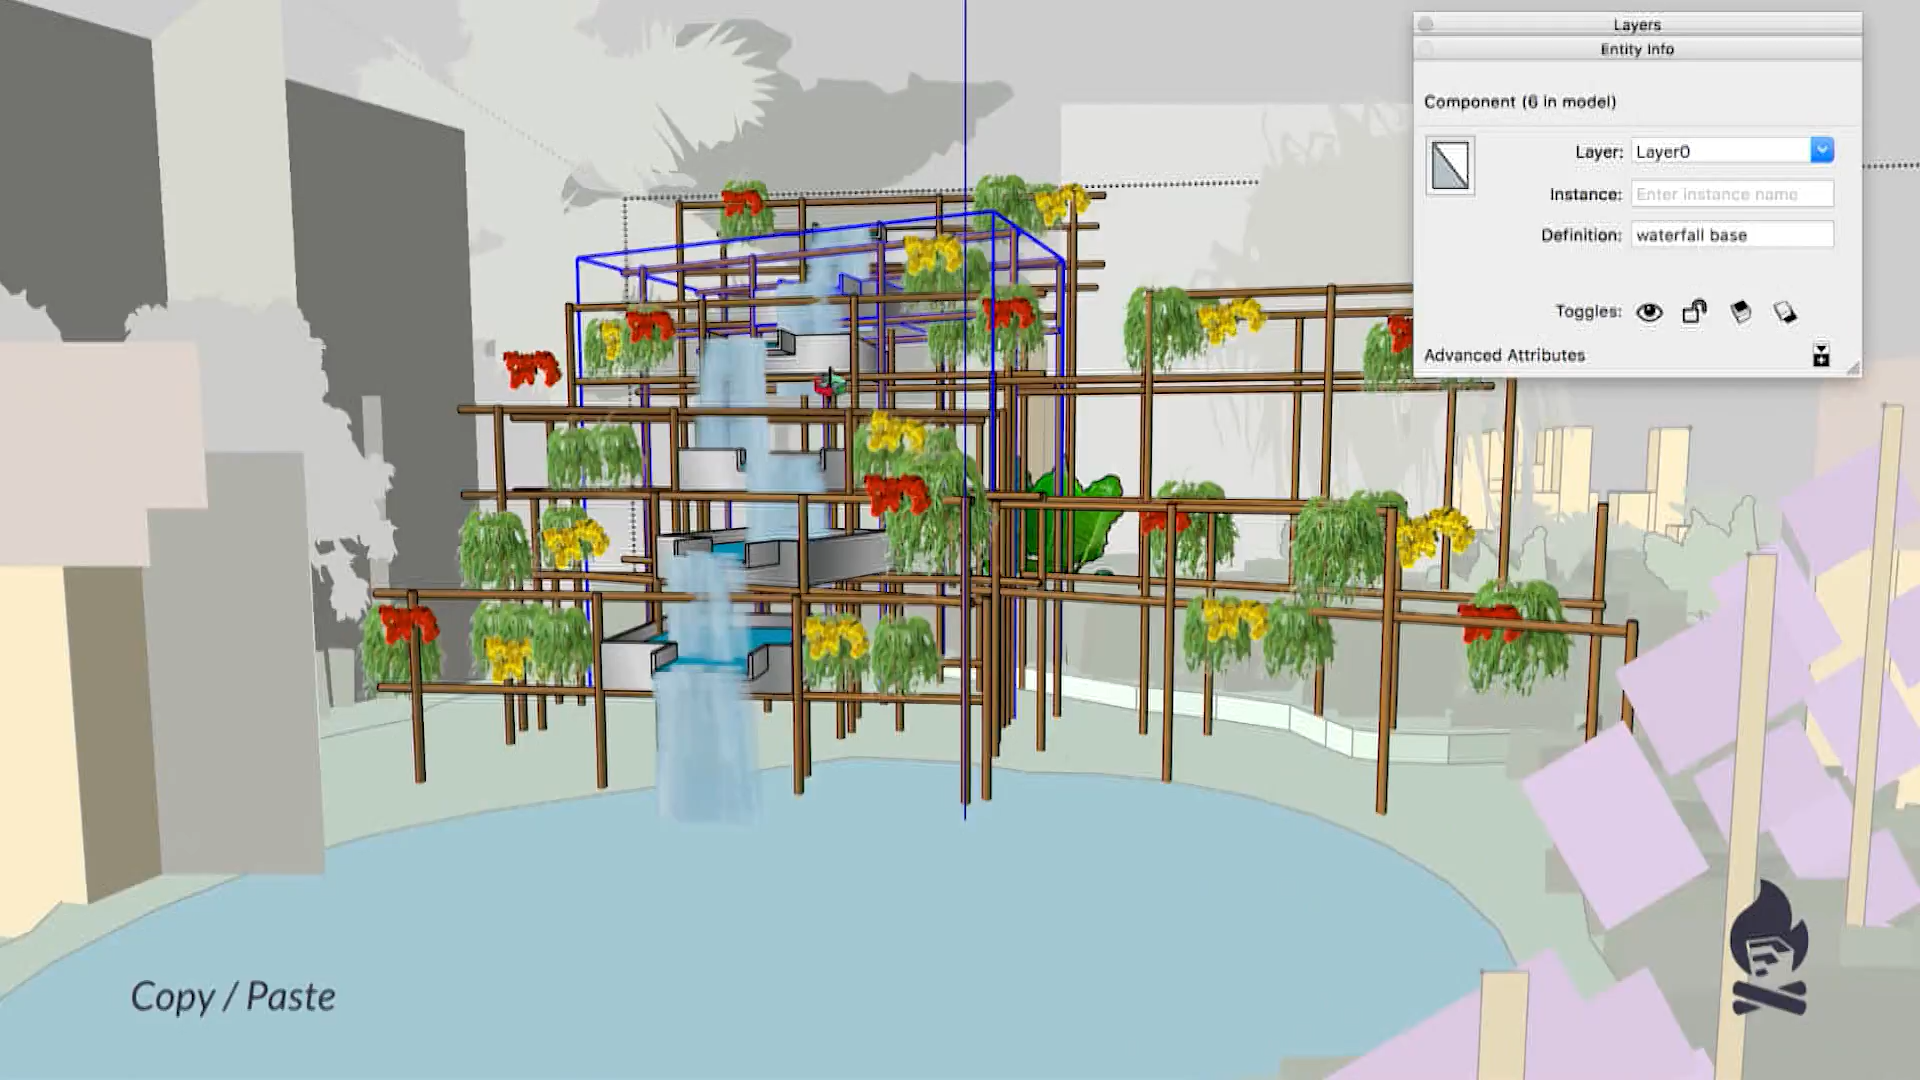 Layers
Entity Info
Component (6 in model)
Layer: Layer0
Instance: Enter instance name
Definition: waterfall base
Toggles:
Advanced Attributes
Copy / Paste